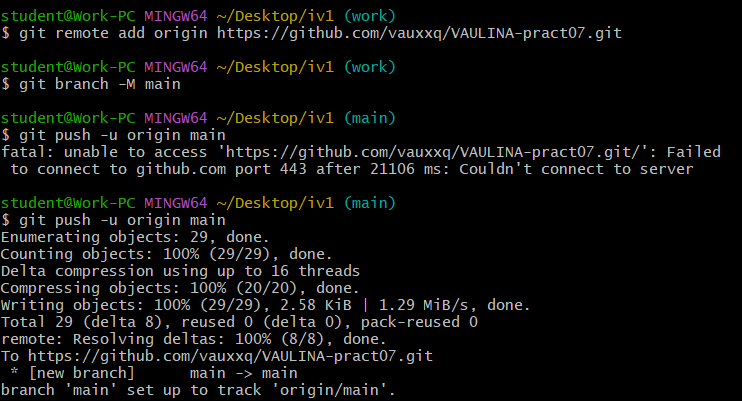 student@Work-PC MINGW64 ~/Desktop/iv1 (work)
$ git remote add origin https://github.com/vauxxq/VAULINA-pract07.git
student@Work-PC MINGW64 ~/Desktop/iv1 (work)
$ git branch -M main
student@Work-PC MINGW64 ~/Desktop/iv1 (main)
$ git push -u origin main
fatal: unable to access 'https://github.com/vauxxq/VAULINA-pract07.git/': Failed
 to connect to github.com port 443 after 21106 ms: Couldn't connect to server
student@Work-PC MINGW64 ~/Desktop/iv1 (main)
$ git push -u origin main
Enumerating objects: 29, done.
Counting objects: 100% (29/29), done.
Delta compression using up to 16 threads
Compressing objects: 100% (20/20), done.
Writing objects: 100% (29/29), 2.58 KiB | 1.29 MiB/s, done.
Total 29 (delta 8), reused 0 (delta 0), pack-reused 0
remote: Resolving deltas: 100% (8/8), done.
To https://github.com/vauxxq/VAULINA-pract07.git
 * [new branch]      main -> main
branch 'main' set up to track 'origin/main'.